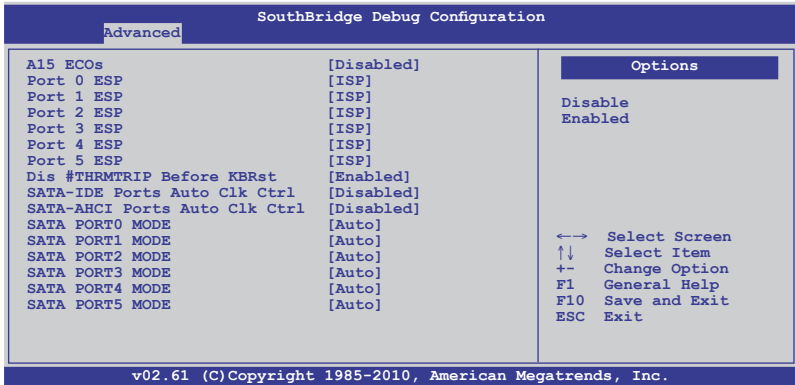 SouthBridge Debug Configuration
Advanced
A15 ECOs [Disabled]
Port 0 ESP [ISP]
Port 1 ESP [ISP]
Port 2 ESP [ISP]
Port 3 ESP [ISP]
Port 4 ESP [ISP]
Port 5 ESP [ISP]
Dis #THRMTRIP Before KBRst [Enabled]
SATA-IDE Ports Auto Clk Ctrl [Disabled]
SATA-AHCI Ports Auto Clk Ctrl [Disabled]
SATA PORT0 MODE [Auto]
SATA PORT1 MODE [Auto]
SATA PORT2 MODE [Auto]
SATA PORT3 MODE [Auto]
SATA PORT4 MODE [Auto]
SATA PORT5 MODE [Auto]
Options
Disable
Enabled
←→ Select Screen
↑↓ Select Item
+- Change Option
F1 General Help
F10 Save and Exit
ESC Exit
v02.61 (C)Copyright 1985-2010, American Megatrends, Inc.